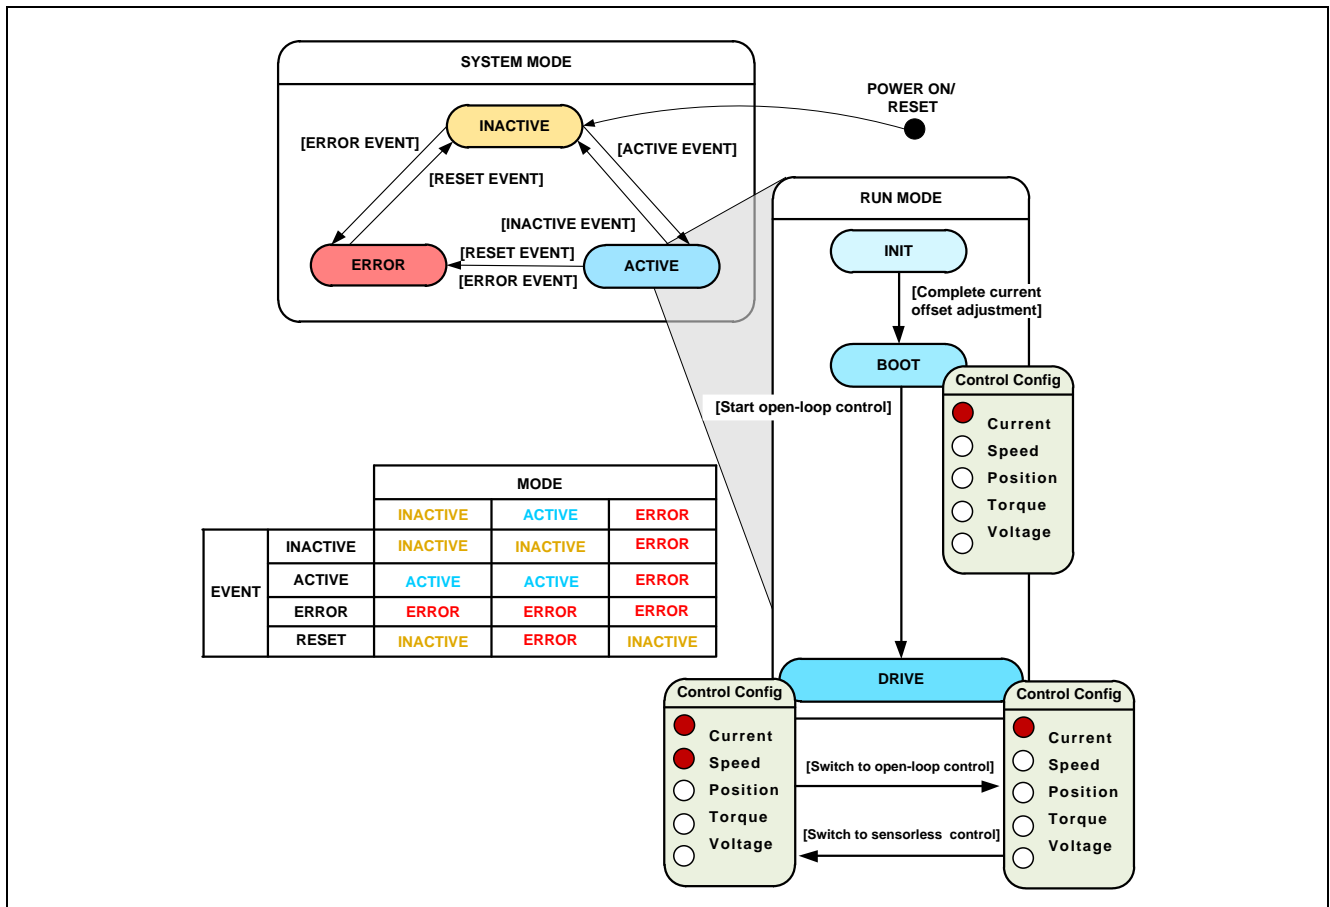 SYSTEM MODE
POWER ON/
RESET
INACTIVE
[ERROR EVENT]
[ACTIVE EVENT]
[RESET EVENT]
[INACTIVE EVENT]
ERROR
[RESET EVENT]
[ERROR EVENT]
ACTIVE
RUN MODE
INIT
[Complete current
offset adjustment]
BOOT
Control Config
Current
Speed
Position
Torque
Voltage
[Start open-loop control]
MODE
INACTIVE ACTIVE ERROR
EVENT
INACTIVE INACTIVE INACTIVE ERROR
ACTIVE ACTIVE ACTIVE ERROR
ERROR ERROR ERROR ERROR
RESET INACTIVE ERROR INACTIVE
DRIVE
Control Config
Current
Speed
Position
Torque
Voltage
[Switch to open-loop control]
[Switch to sensorless control]
Control Config
Current
Speed
Position
Torque
Voltage